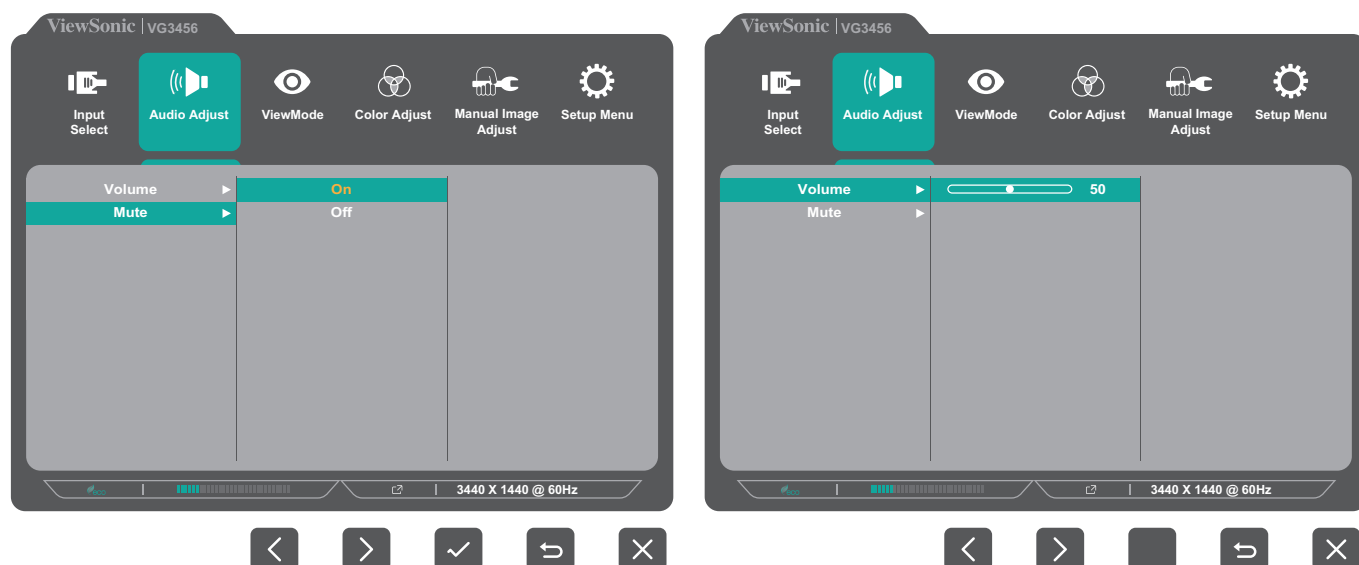 ViewSonic | VG3456
Input
Select
Audio Adjust
ViewMode
Color Adjust
Manual Image
Adjust
Setup Menu
Volume
On
Mute
Off
eco
3440 X 1440 @ 60Hz
ViewSonic | VG3456
Input
Select
Audio Adjust
ViewMode
Color Adjust
Manual Image
Adjust
Setup Menu
Volume
50
Mute
eco
3440 X 1440 @ 60Hz